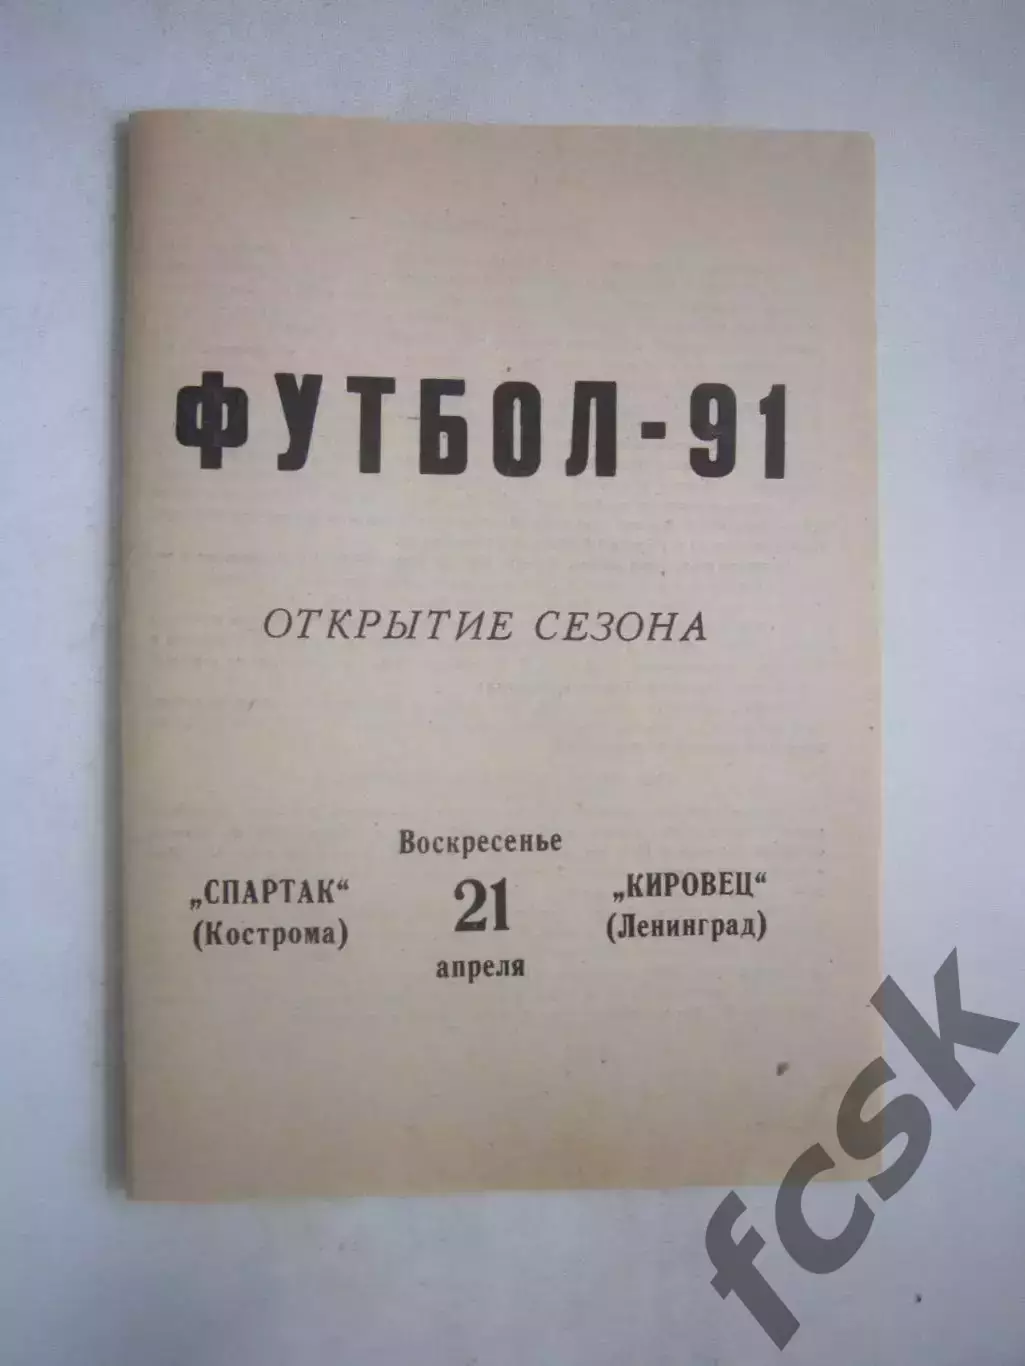 ФУТБОЛ-91
ОТКРЫТИЕ СЕЗОНА
Воскресенье
„СПАРТАК“
(Кострома)
21
апреля
„КИРОВЕЦ“
(Ленинград)
fcsk